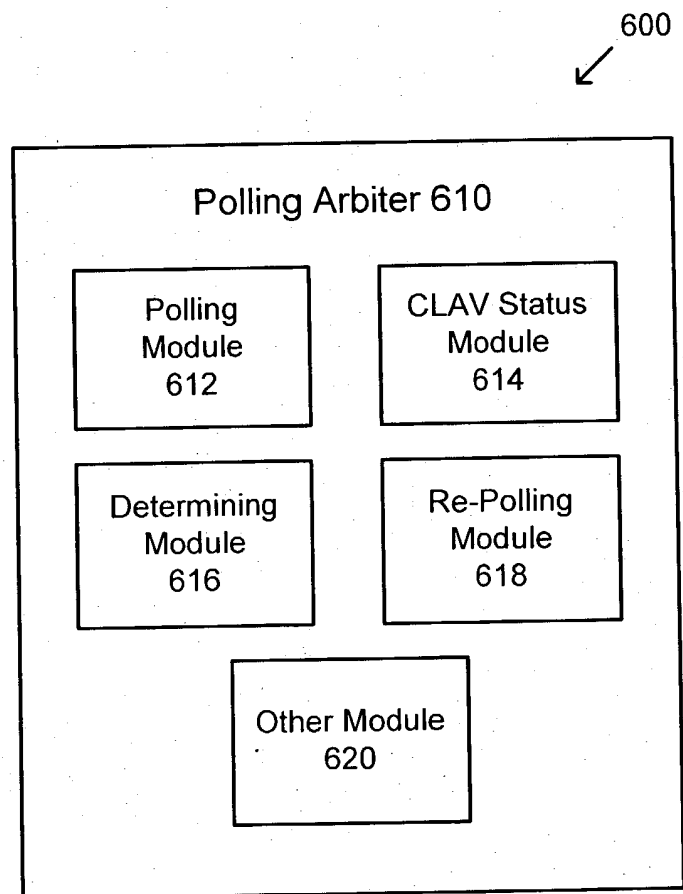 600
Polling Arbiter 610
Polling
Module
612
CLAV Status
Module
614
Determining
Module
616
Re-Polling
Module
618
Other Module
620